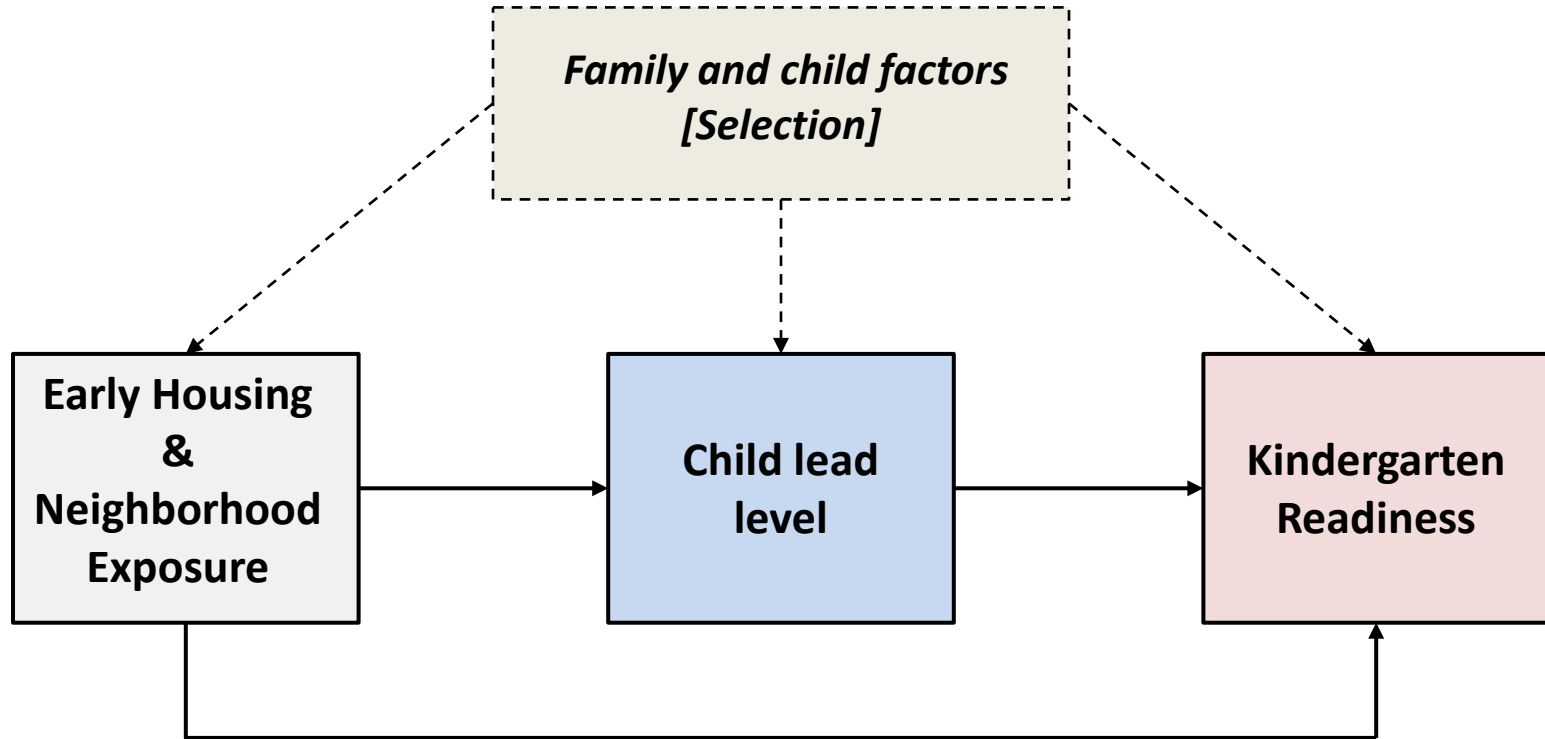 Family and child factors
[Selection]
Early Housing
&
Neighborhood
Exposure
Child lead
level
Kindergarten
Readiness